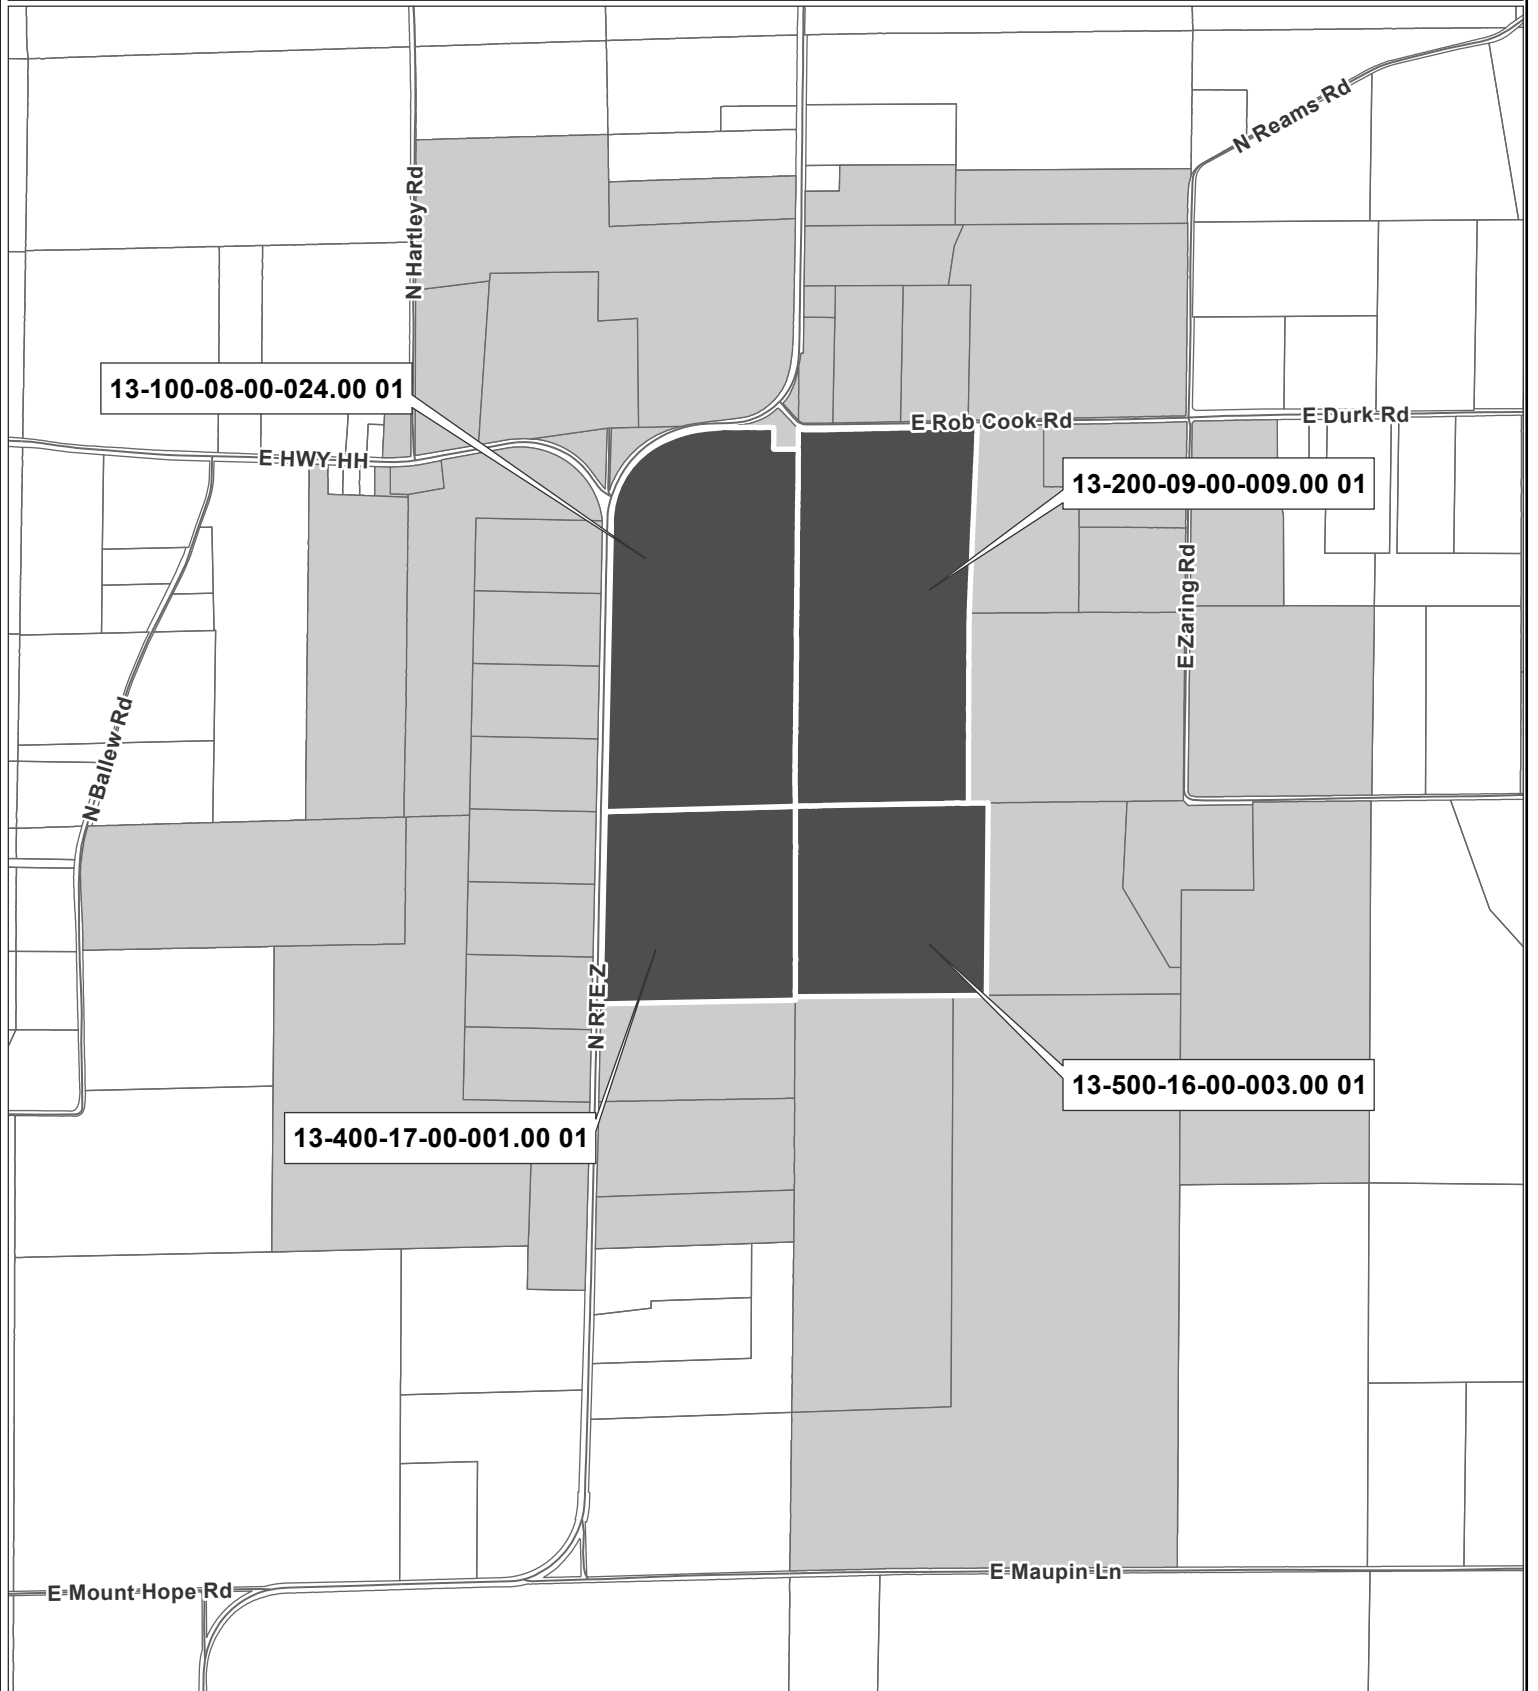 N Reams Rd
N Hartley Rd
13-100-08-00-024.00 01
E Rob Cook Rd
E Durk Rd
E HWY HH
13-200-09-00-009.00 01
E Zaring Rd
N Ballew Rd
N RTE Z
13-500-16-00-003.00 01
13-400-17-00-001.00 01
E Maupin Ln
E Mount Hope Rd